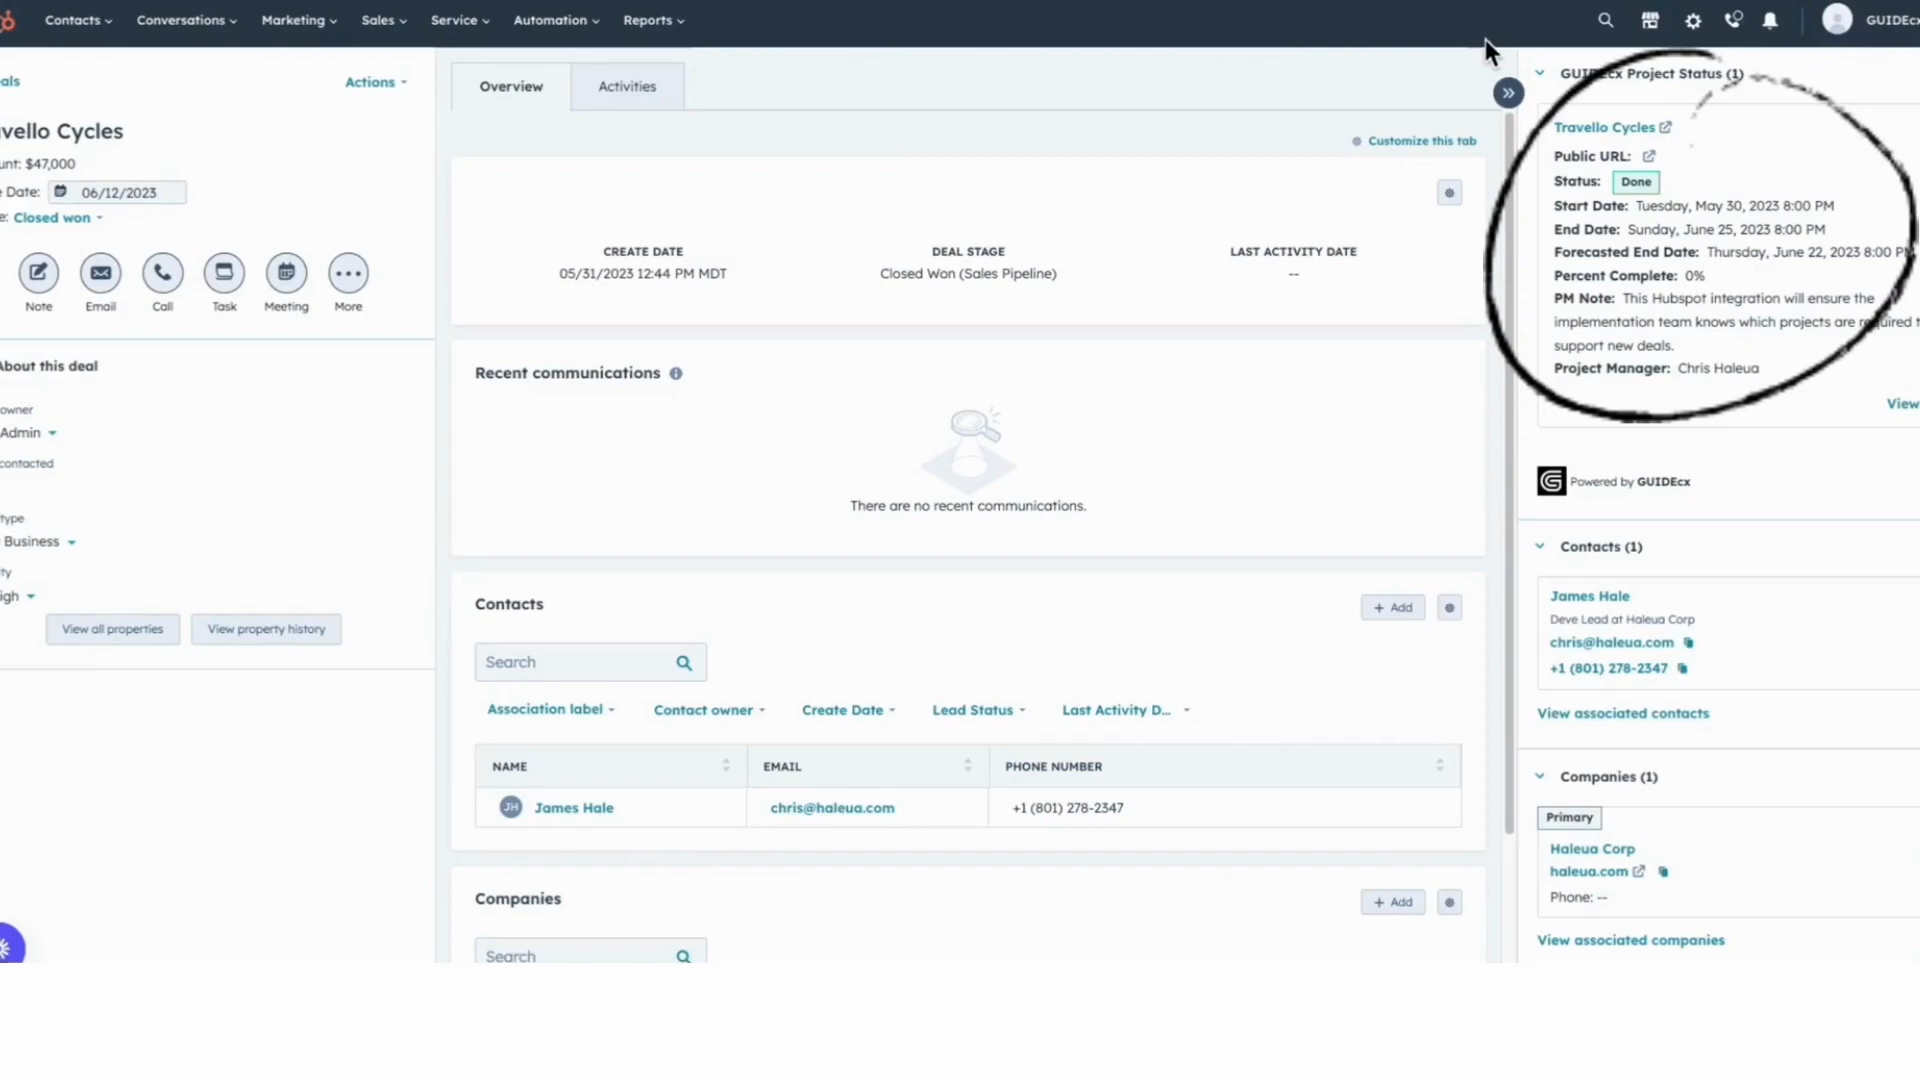 Contacts Conversations Marketing Sales Service Automation Reports GUIDEcx
Actions
vello Cycles
unt: $47,000
Date: 06/12/2023
Closed won
Note Email Call Task Meeting More
About this deal
owner
Admin
contacted
type
Business
igh
View all properties View property history
Overview Activities
Customize this tab
CREATE DATE DEAL STAGE LAST ACTIVITY DATE
05/31/2023 12:44 PM MDT Closed Won (Sales Pipeline) --
Recent communications
There are no recent communications.
Contacts
+ Add
Search
Association label Contact owner Create Date Lead Status Last Activity D...
NAME EMAIL PHONE NUMBER
JH James Hale chris@haleua.com +1 (801) 278-2347
Companies
+ Add
Search
GUIDEcx Project Status (1)
Travello Cycles
Public URL:
Status: Done
Start Date: Tuesday, May 30, 2023 8:00 PM
End Date: Sunday, June 25, 2023 8:00 PM
Forecasted End Date: Thursday, June 22, 2023 8:00 PM
Percent Complete: 0%
PM Note: This Hubspot integration will ensure the
implementation team knows which projects are required t
support new deals.
Project Manager: Chris Haleua
View
Powered by GUIDEcx
Contacts (1)
James Hale
Deve Lead at Haleua Corp
chris@haleua.com
+1 (801) 278-2347
View associated contacts
Companies (1)
Primary
Haleua Corp
haleua.com
Phone: --
View associated companies